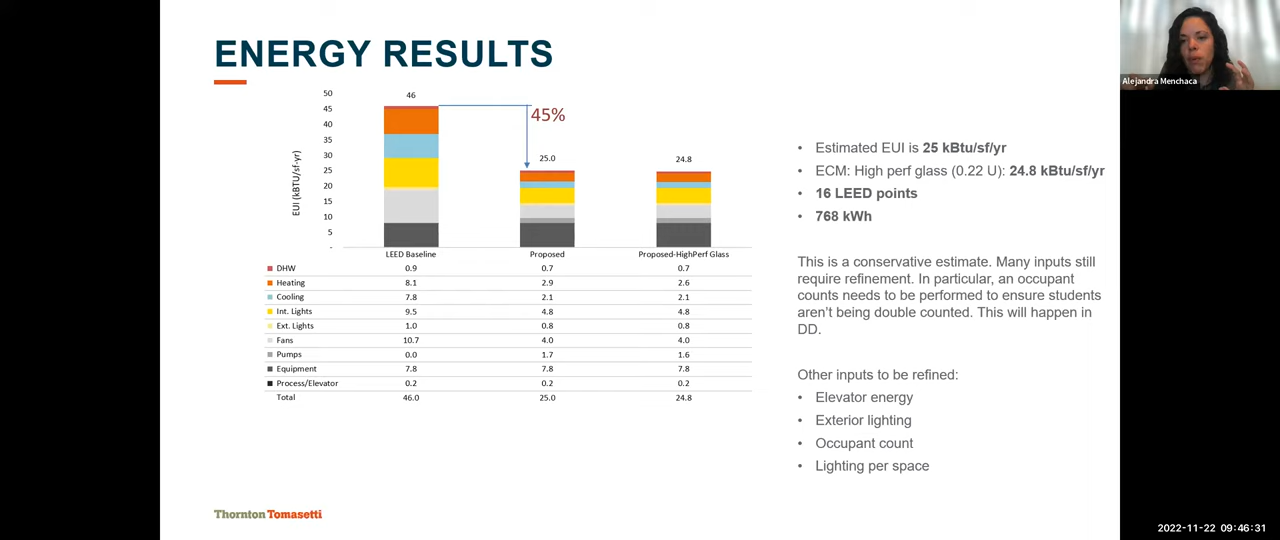 ENERGY RESULTS
Alejandra Menchaca
50
45
40
35
30
25
20
15
10
5
-
EUI (kBTU/sf-yr)
46
45%
25.0
24.8
LEED Baseline Proposed Proposed-HighPerf Glass
DHW 0.9 0.7 0.7
Heating 8.1 2.9 2.6
Cooling 7.8 2.1 2.1
Int. Lights 9.5 4.8 4.8
Ext. Lights 1.0 0.8 0.8
Fans 10.7 4.0 4.0
Pumps 0.0 1.7 1.6
Equipment 7.8 7.8 7.8
Process/Elevator 0.2 0.2 0.2
Total 46.0 25.0 24.8
• Estimated EUI is 25 kBtu/sf/yr
• ECM: High perf glass (0.22 U): 24.8 kBtu/sf/yr
• 16 LEED points
• 768 kWh
This is a conservative estimate. Many inputs still
require refinement. In particular, an occupant
counts needs to be performed to ensure students
aren't being double counted. This will happen in
DD.
Other inputs to be refined:
• Elevator energy
• Exterior lighting
• Occupant count
• Lighting per space
Thornton Tomasetti
2022-11-22 09:46:31